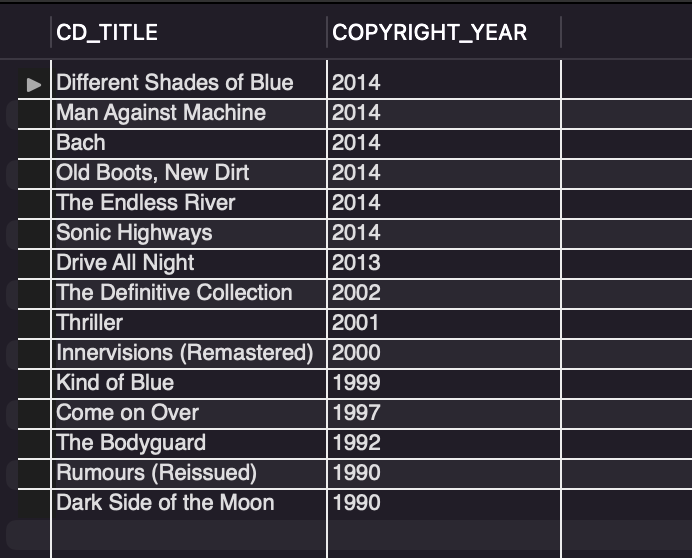 CD_TITLE COPYRIGHT_YEAR
Different Shades of Blue 2014
Man Against Machine 2014
Bach 2014
Old Boots, New Dirt 2014
The Endless River 2014
Sonic Highways 2014
Drive All Night 2013
The Definitive Collection 2002
Thriller 2001
Innervisions (Remastered) 2000
Kind of Blue 1999
Come on Over 1997
The Bodyguard 1992
Rumours (Reissued) 1990
Dark Side of the Moon 1990